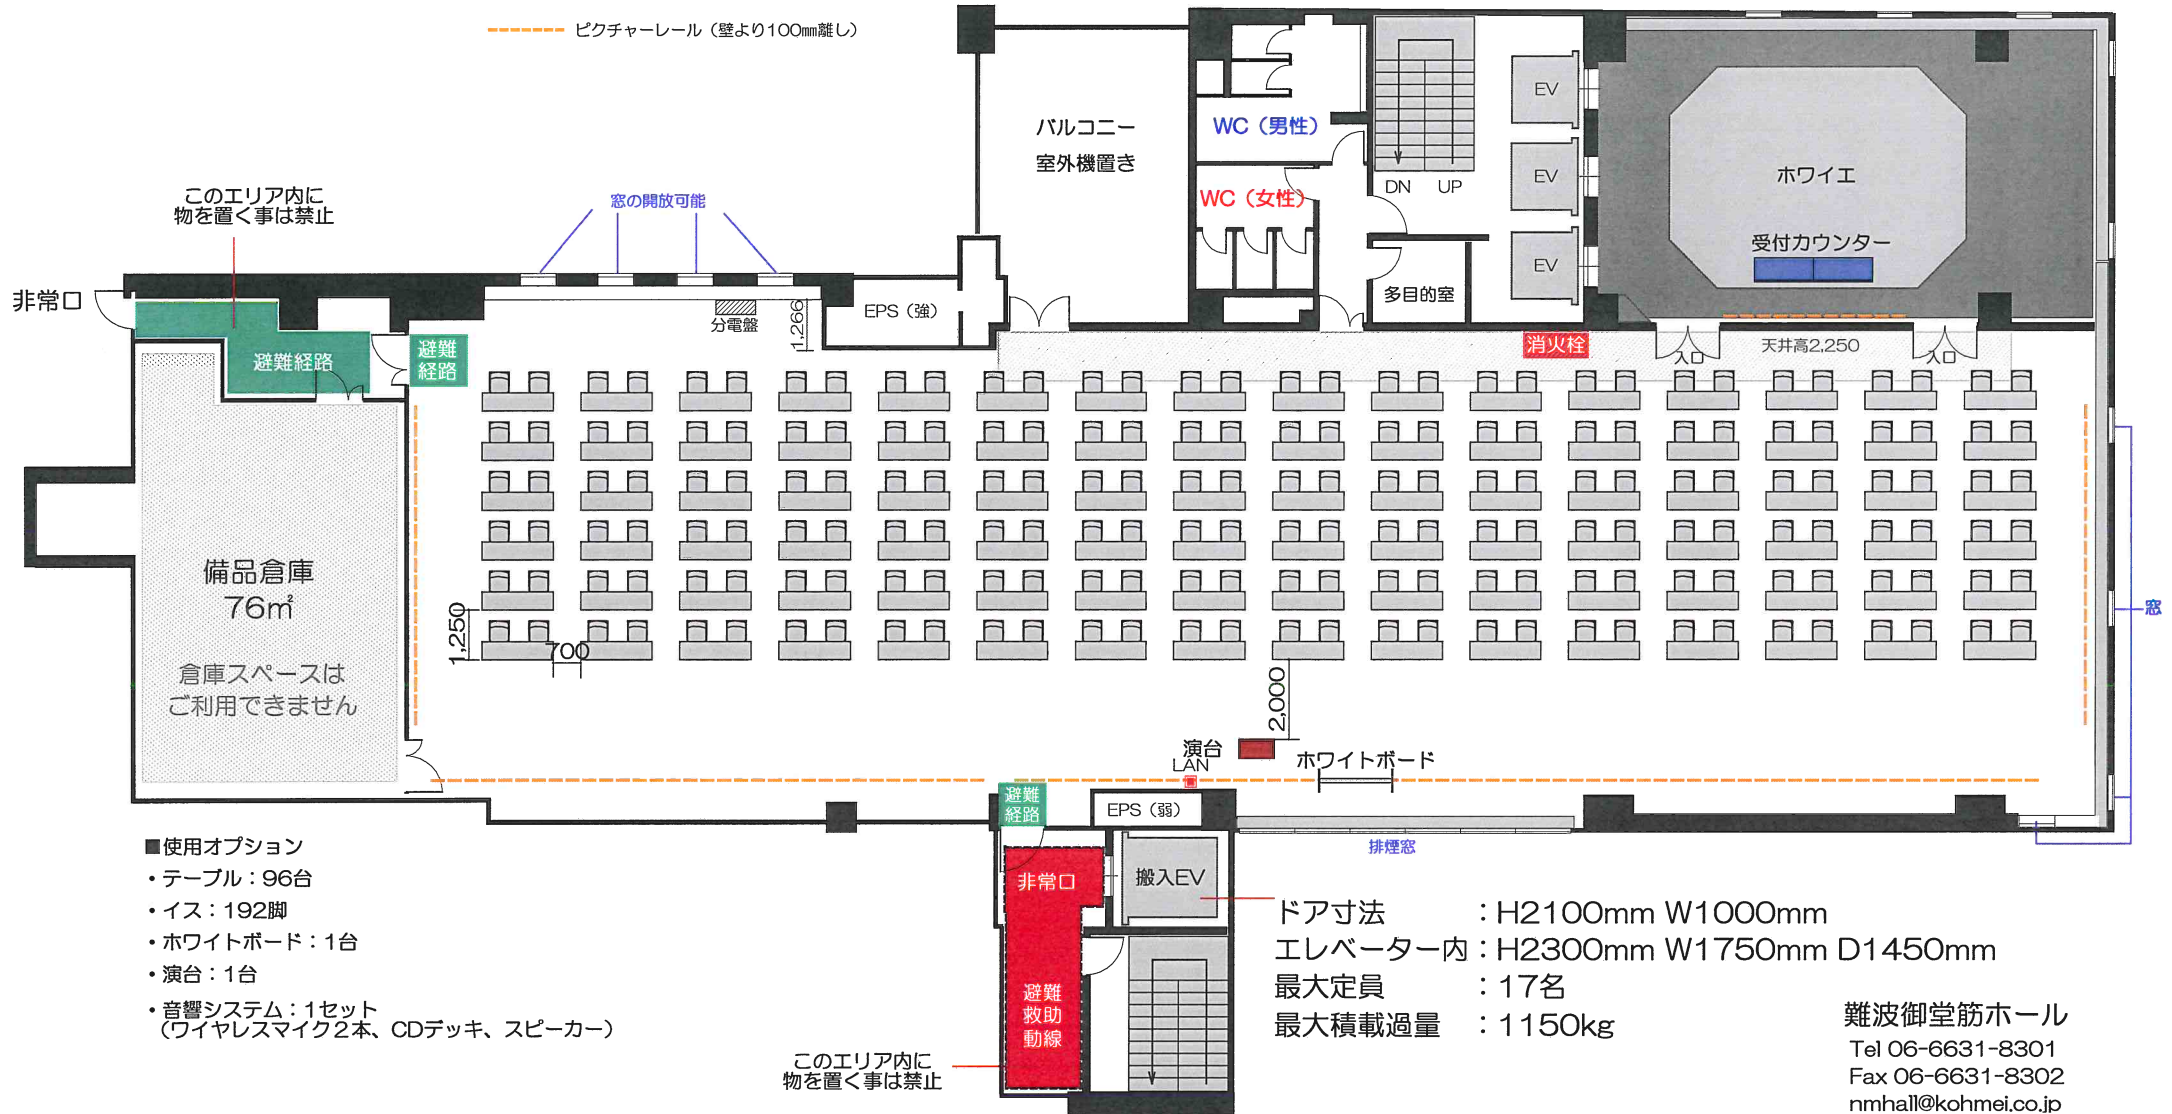 ピクチャーレール（壁より100㎜離し）
バルコニー
室外機置き
WC（男性）
WC（女性）
DN
UP
EV
EV
EV
ホワイエ
受付カウンター
このエリア内に
物を置く事は禁止
窓の開放可能
非常口
避難経路
避難
経路
分電盤
1,266
EPS（強）
多目的室
消火栓
入口
天井高2,250
入口
備品倉庫
76㎡
倉庫スペースは
ご利用できません
1,250
700
2,000
窓
演台
LAN
ホワイトボード
避難
経路
EPS（弱）
排煙窓
■使用オプション
・テーブル：96台
・イス：192脚
・ホワイトボード：1台
・演台：1台
・音響システム：1セット
（ワイヤレスマイク2本、CDデッキ、スピーカー）
非常口
搬入EV
避難
救助
動線
このエリア内に
物を置く事は禁止
ドア寸法　　　：H2100mm W1000mm
エレベーター内：H2300mm W1750mm D1450mm
最大定員　　　：17名
最大積載過量　：1150kg
難波御堂筋ホール
Tel 06-6631-8301
Fax 06-6631-8302
nmhall@kohmei.co.jp